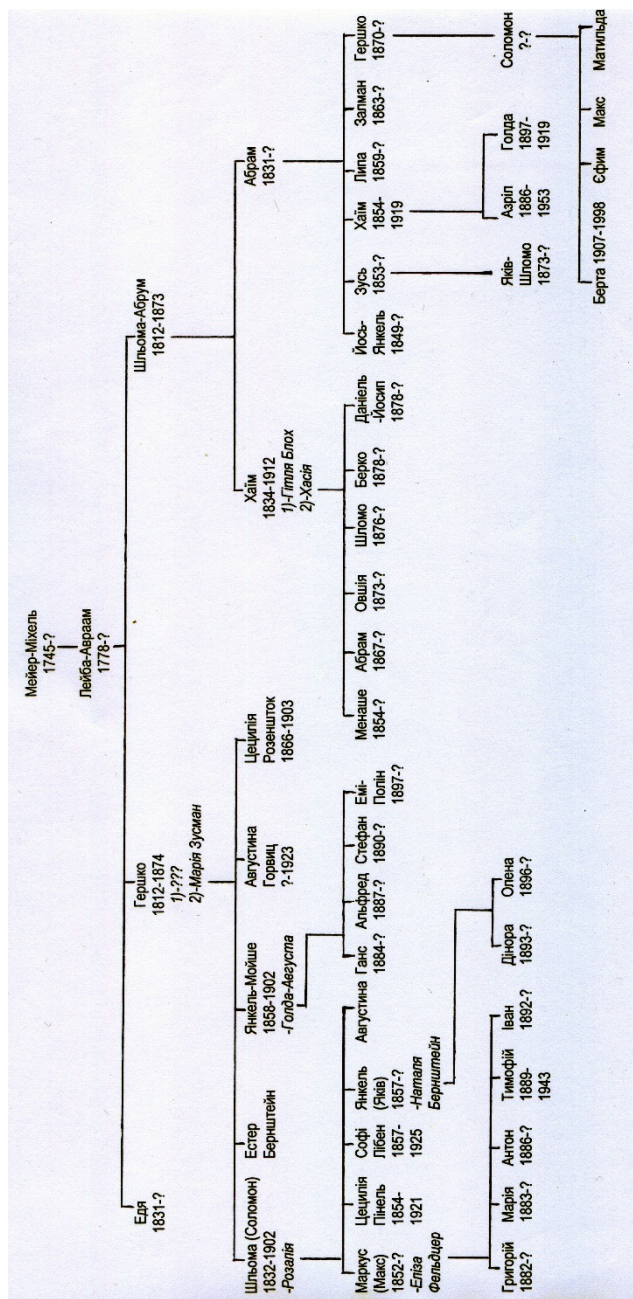 Мейер-Міхель
1745-?
Лейба-Авраам
1778-?
Едя
1831-?
Гершко
1812-1874
1)-???
2)-Марія Зусман
Шльома-Абрум
1812-1873
Шльома (Соломон)
1832-1902
-Розалія
Естер
Бернштейн
Янкель-Мойше
1858-1902
-Голда-Августа
Августина
Горвиц
?-1923
Цецилія
Розеншток
1866-1903
Хаїм
1834-1912
1)-Гітля Блох
2)-Хасія
Абрам
1831-?
Маркус
(Макс)
1852-?
-Еліза
Фельдцер
Цецилія
Пінель
1854-
1921
Софі
Лібен
1857-
1925
Янкель
(Яків)
1857-?
-Наталя
Бернштейн
Августина
Ганс
1884-?
Альфред
1887-?
Стефан
1890-?
Емі-
Полін
1897-?
Менаше
1854-?
Абрам
1867-?
Овшія
1873-?
Шломо
1876-?
Берко
1878-?
Даніель
-Йосип
1878-?
Йось-
Янкель
1849-?
Зусь
1853-?
Хаїм
1854-
1919
Липа
1859-?
Залман
1863-?
Гершко
1870-?
Григорій
1882-?
Марія
1883-?
Антон
1886-?
Тимофій
1889-
1943
Іван
1892-?
Дінора
1893-?
Олена
1896-?
Яків-
Шломо
1873-?
Азріл
1886-
1953
Голда
1897-
1919
Соломон
?-?
Берта 1907-1998
Єфим
Макс
Матильда